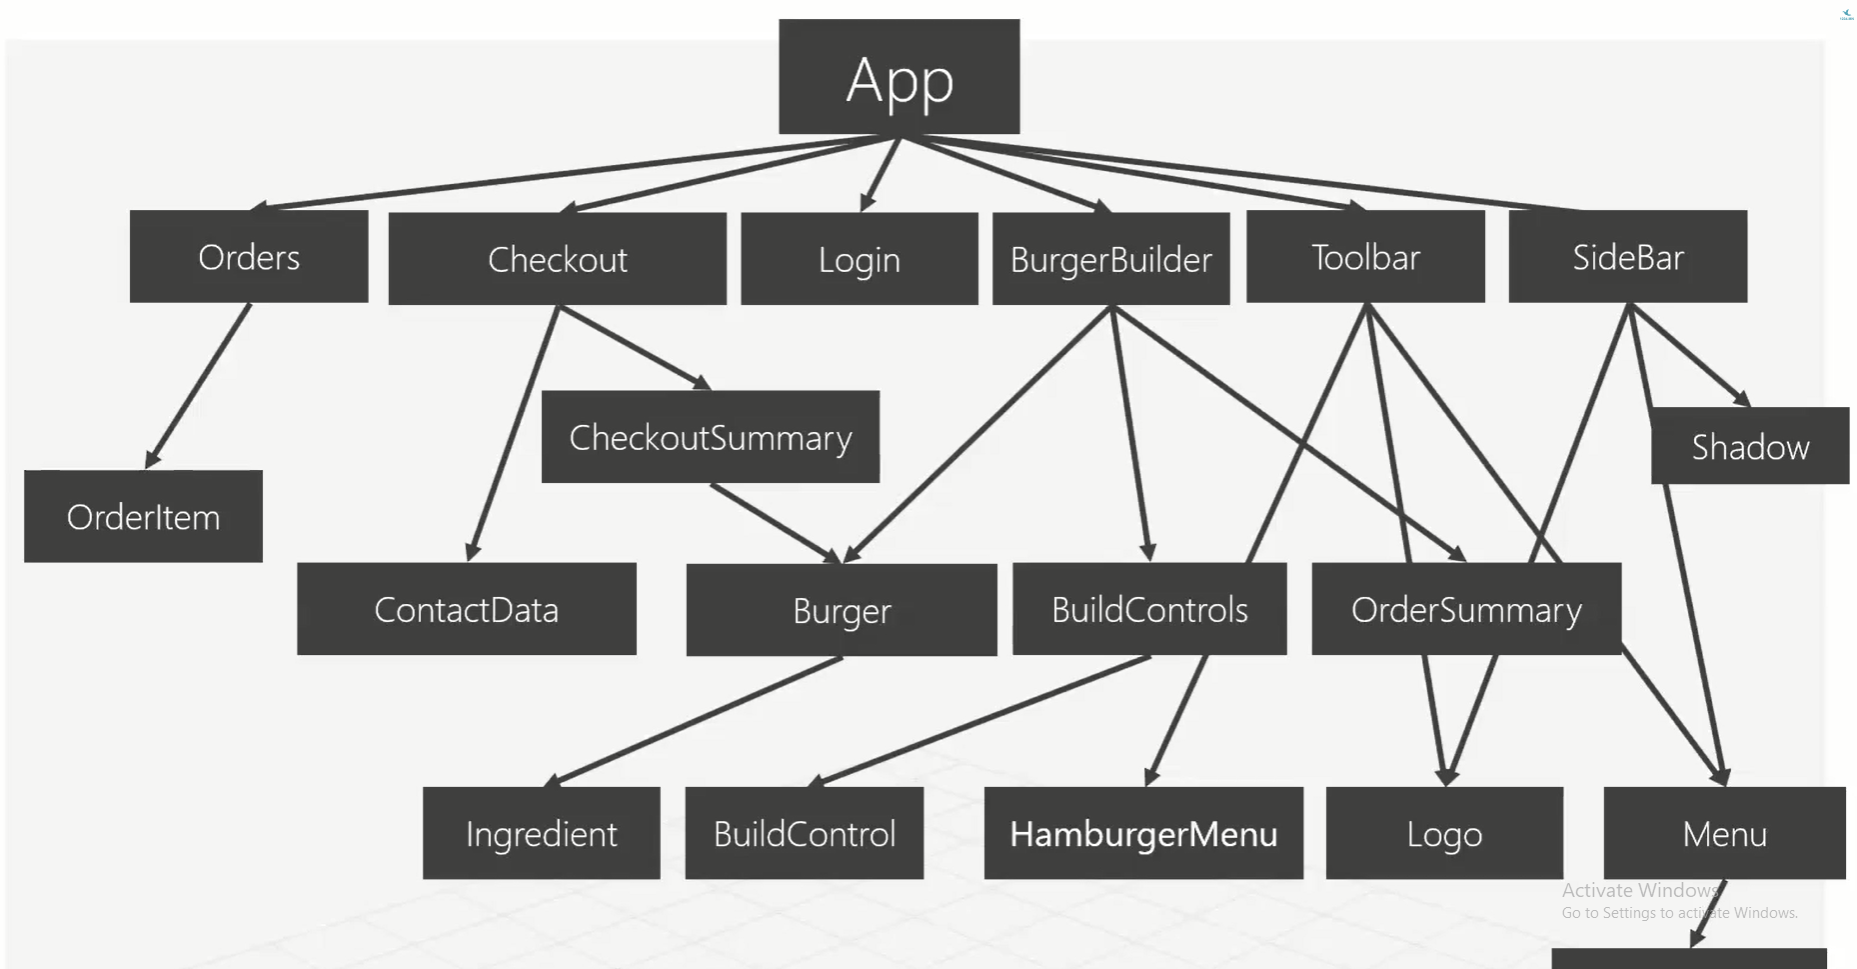 App
Orders
Checkout
Login
BurgerBuilder
Toolbar
SideBar
CheckoutSummary
Shadow
OrderItem
ContactData
Burger
BuildControls
OrderSummary
Ingredient
BuildControl
HamburgerMenu
Logo
Menu
Activate Windows
Go to Settings to activate Windows.